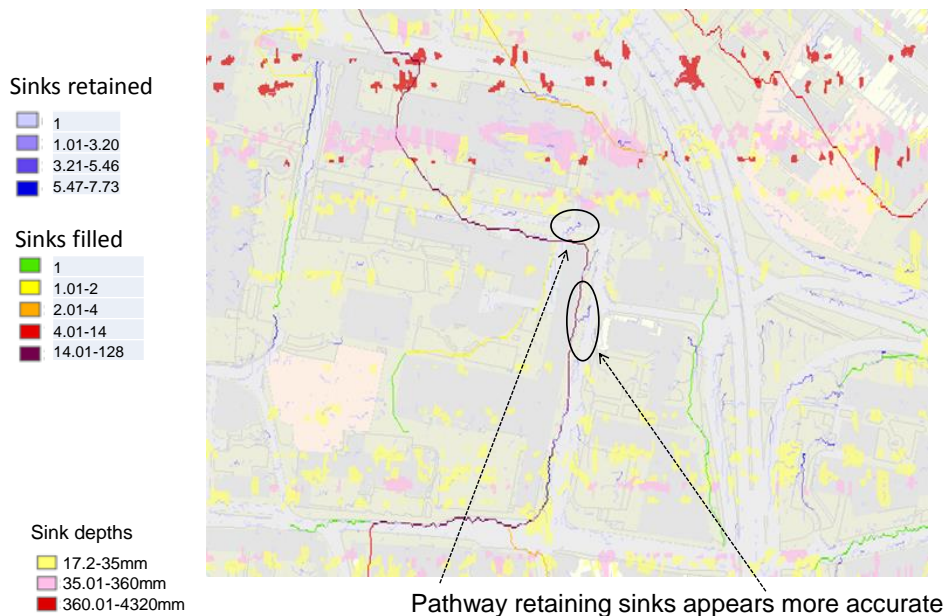 Sinks retained
1
1.01-3.20
3.21-5.46
5.47-7.73
Sinks filled
1
1.01-2
2.01-4
4.01-14
14.01-128
Sink depths
17.2-35mm
35.01-360mm
360.01-4320mm
Pathway retaining sinks appears more accurate